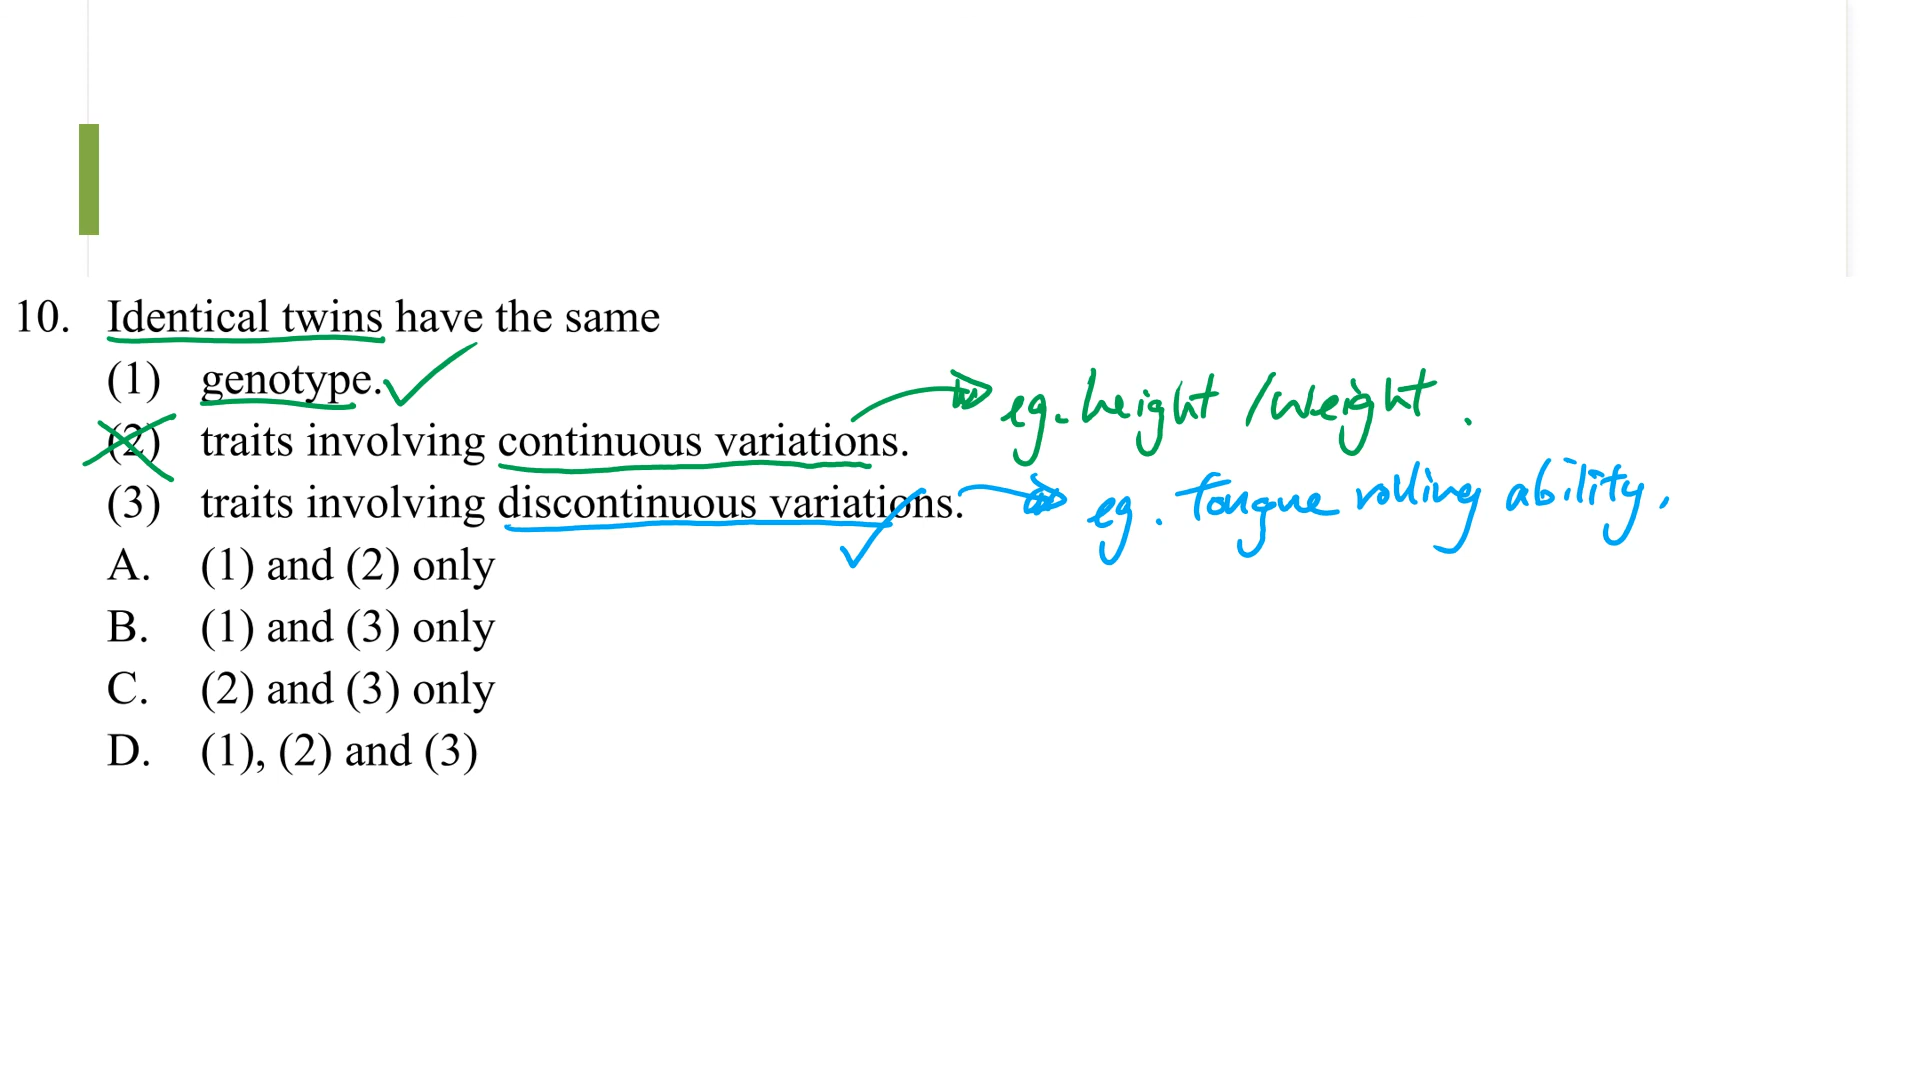 10. Identical twins have the same
(1) genotype.
eg. height / weight.
(2) traits involving continuous variations.
(3) traits involving discontinuous variations.
eg. tongue rolling ability.
A. (1) and (2) only
B. (1) and (3) only
C. (2) and (3) only
D. (1), (2) and (3)